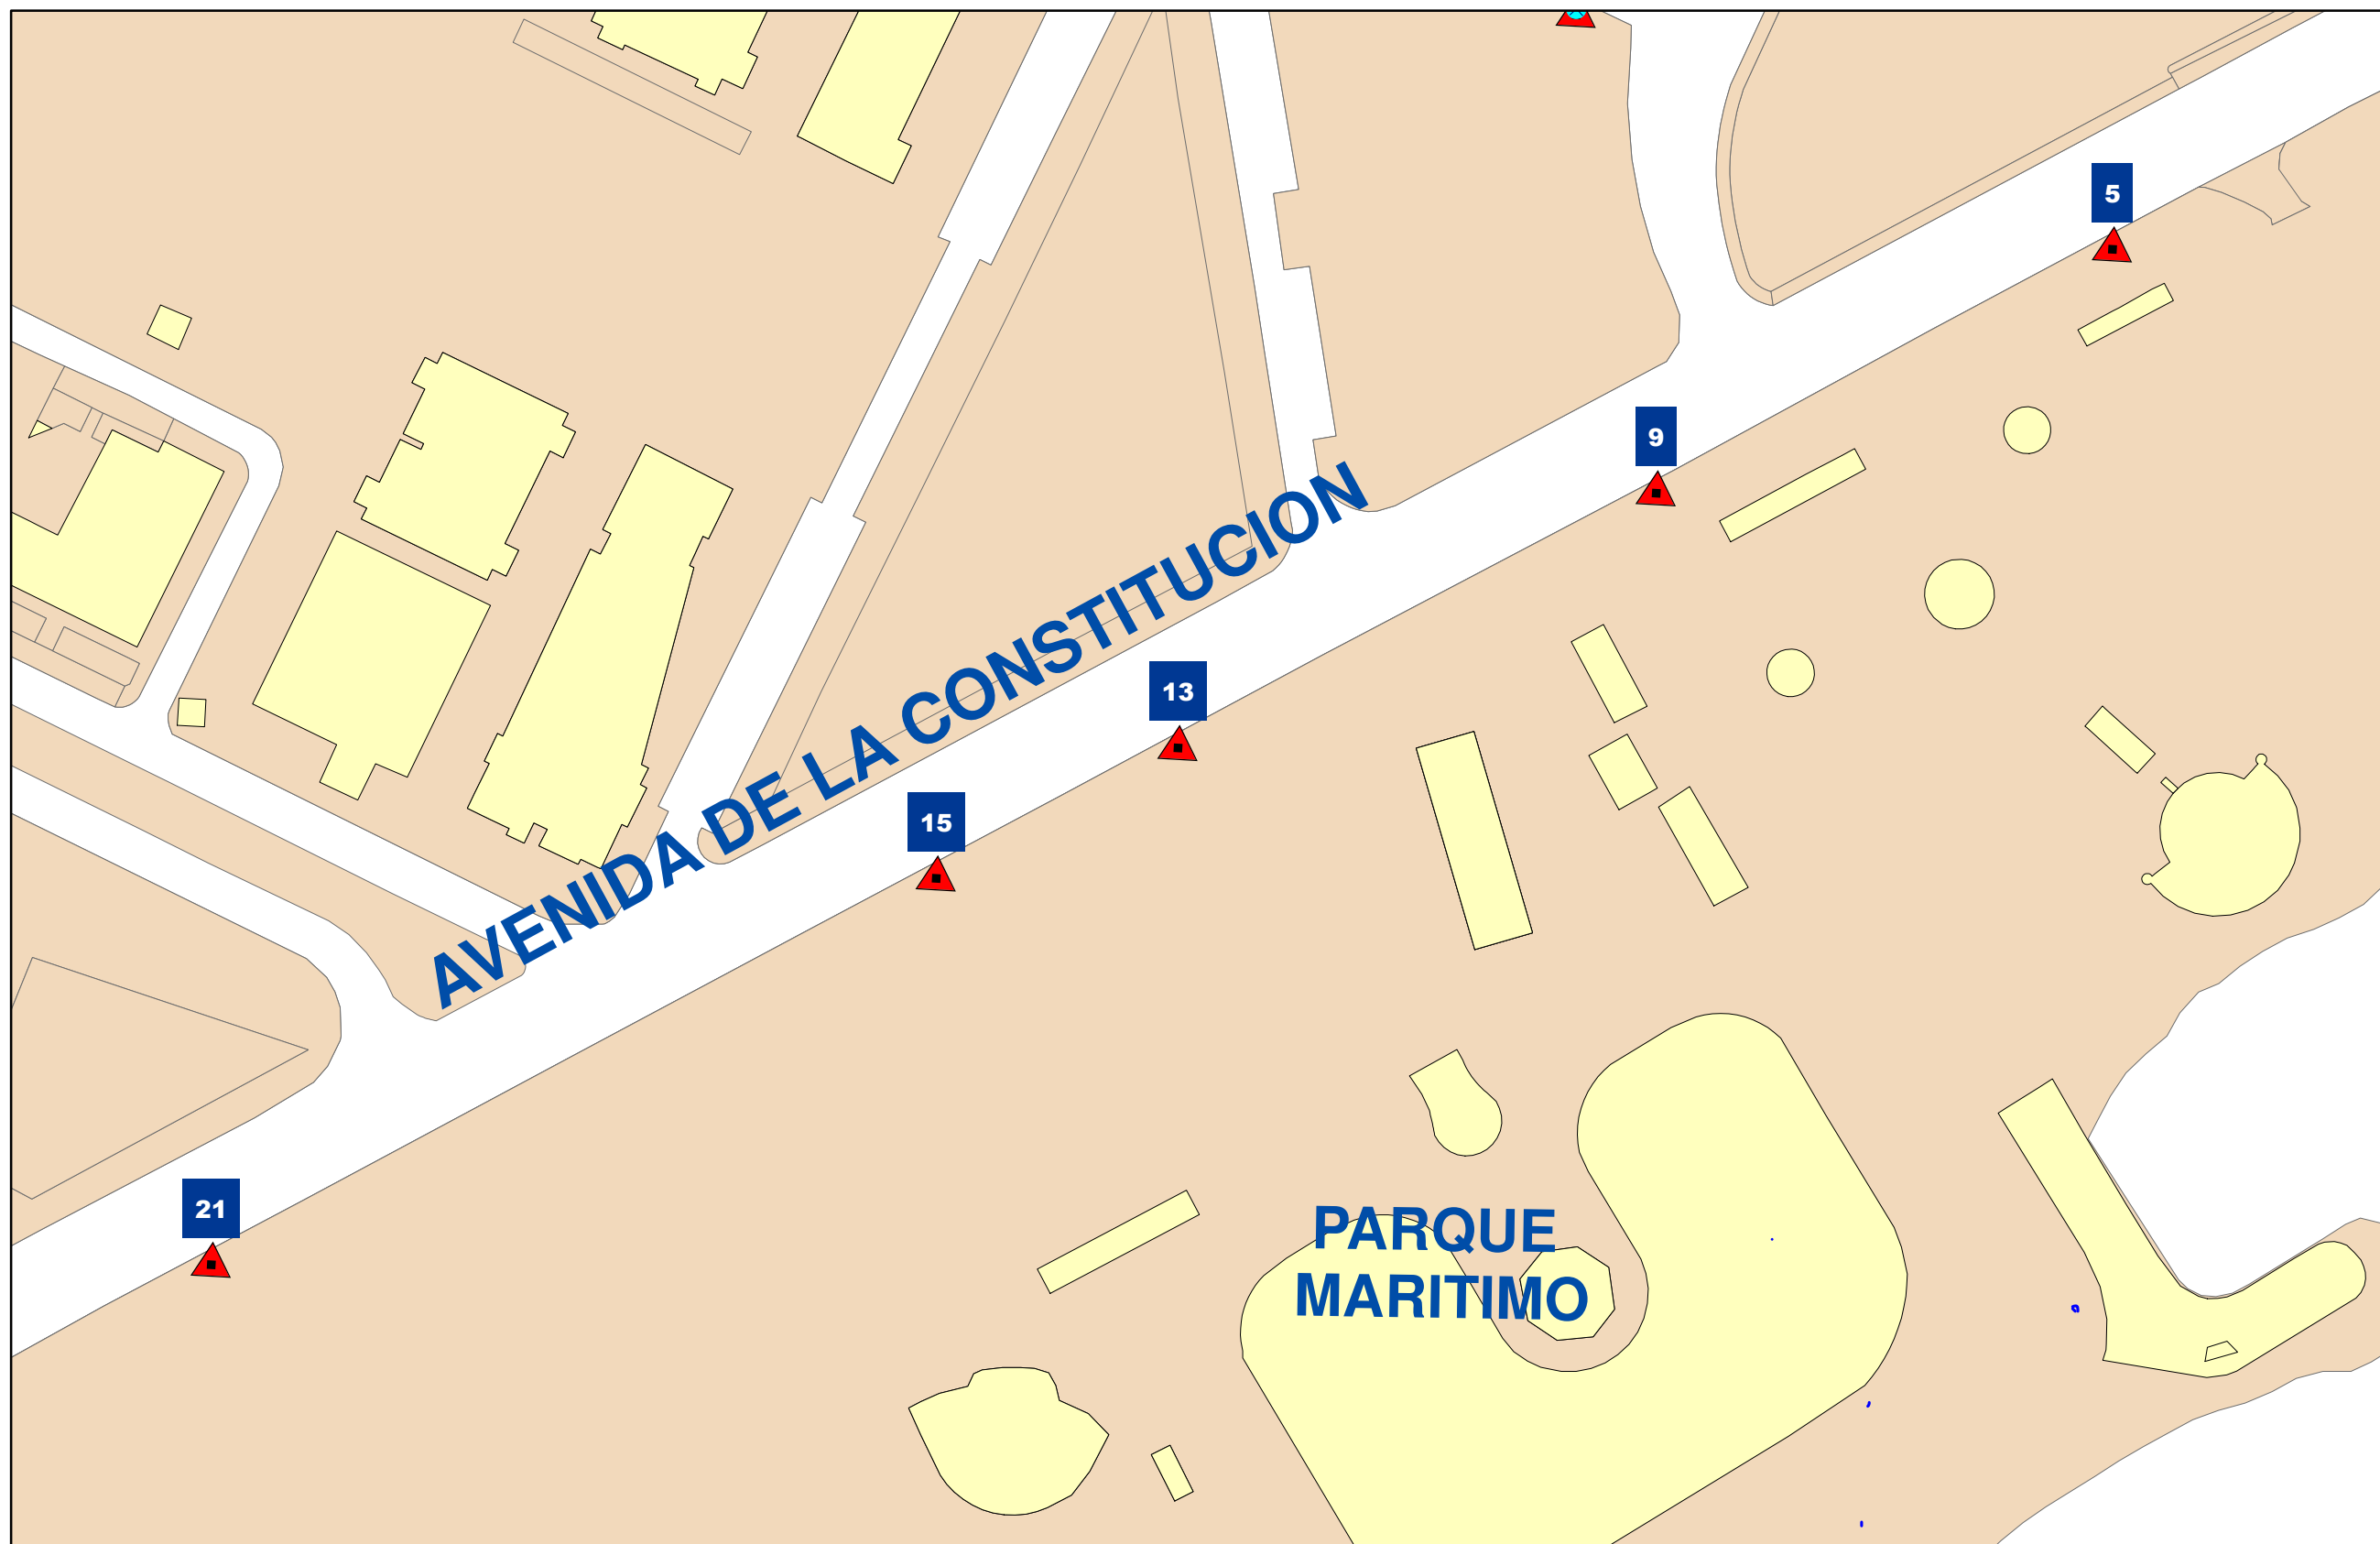 5
9
AVENIDA DE LA CONSTITUCION
13
15
21
PARQUE
MARITIMO